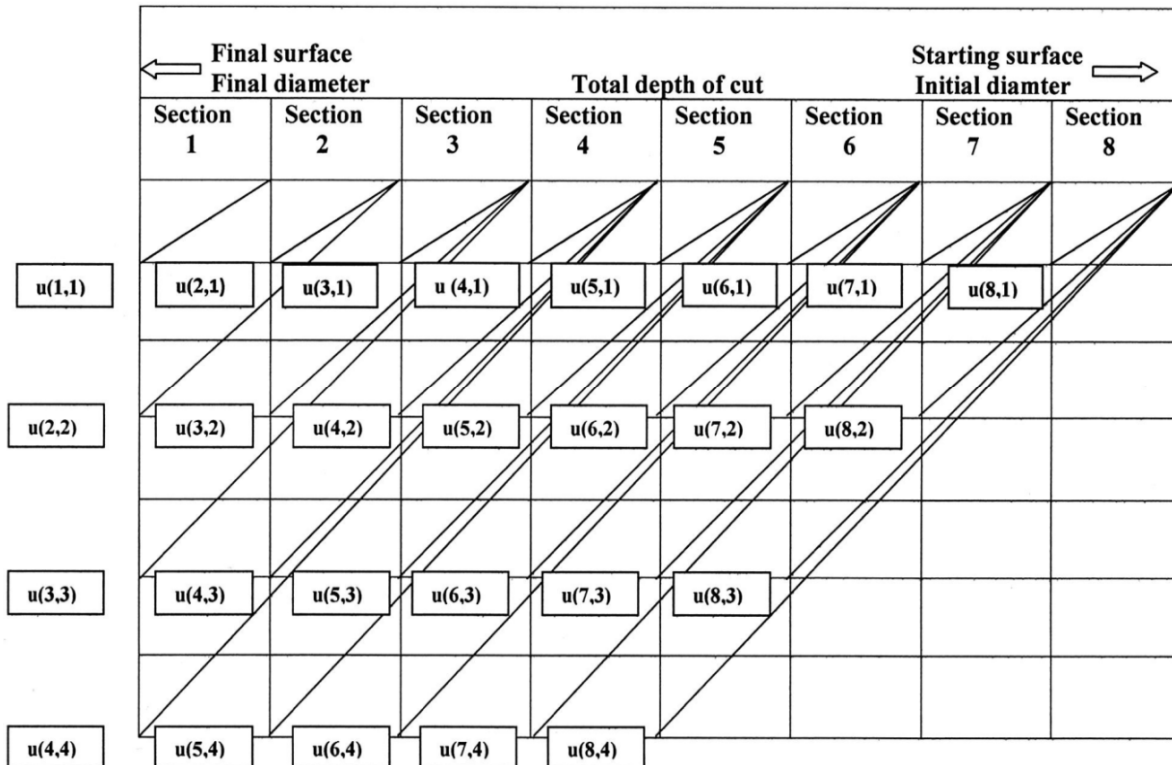 Final surface
Final diameter
Total depth of cut
Starting surface
Initial diamter
Section 1
Section 2
Section 3
Section 4
Section 5
Section 6
Section 7
Section 8
u(1,1) u(2,1) u(3,1) u (4,1) u(5,1) u(6,1) u(7,1) u(8,1)
u(2,2) u(3,2) u(4,2) u(5,2) u(6,2) u(7,2) u(8,2)
u(3,3) u(4,3) u(5,3) u(6,3) u(7,3) u(8,3)
u(4,4) u(5,4) u(6,4) u(7,4) u(8,4)